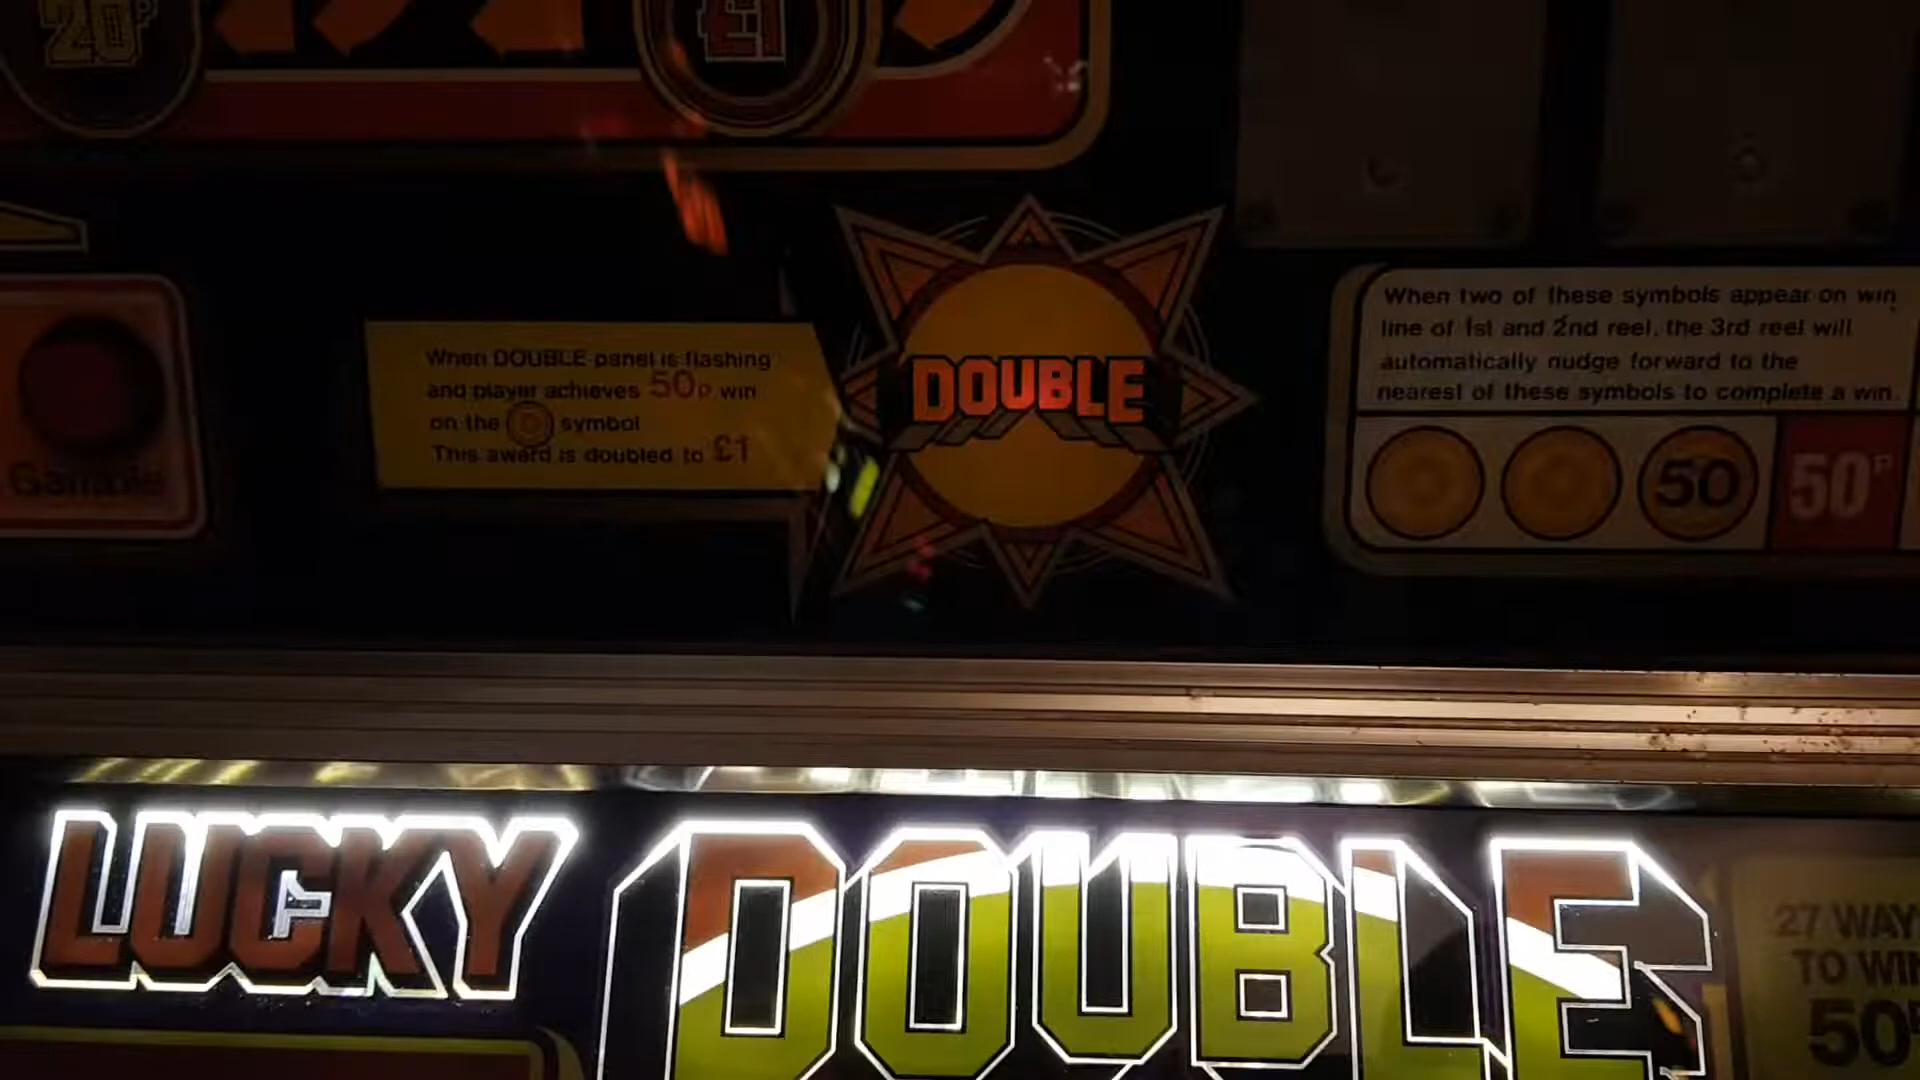 20P
£1
When DOUBLE panel is flashing
and player achieves 50p win
on the symbol
This award is doubled to £1
DOUBLE
When two of these symbols appear on win
line of 1st and 2nd reel, the 3rd reel will
automatically nudge forward to the
nearest of these symbols to complete a win.
50
50P
LUCKY DOUBLE
27 WAYS
TO WIN
50P